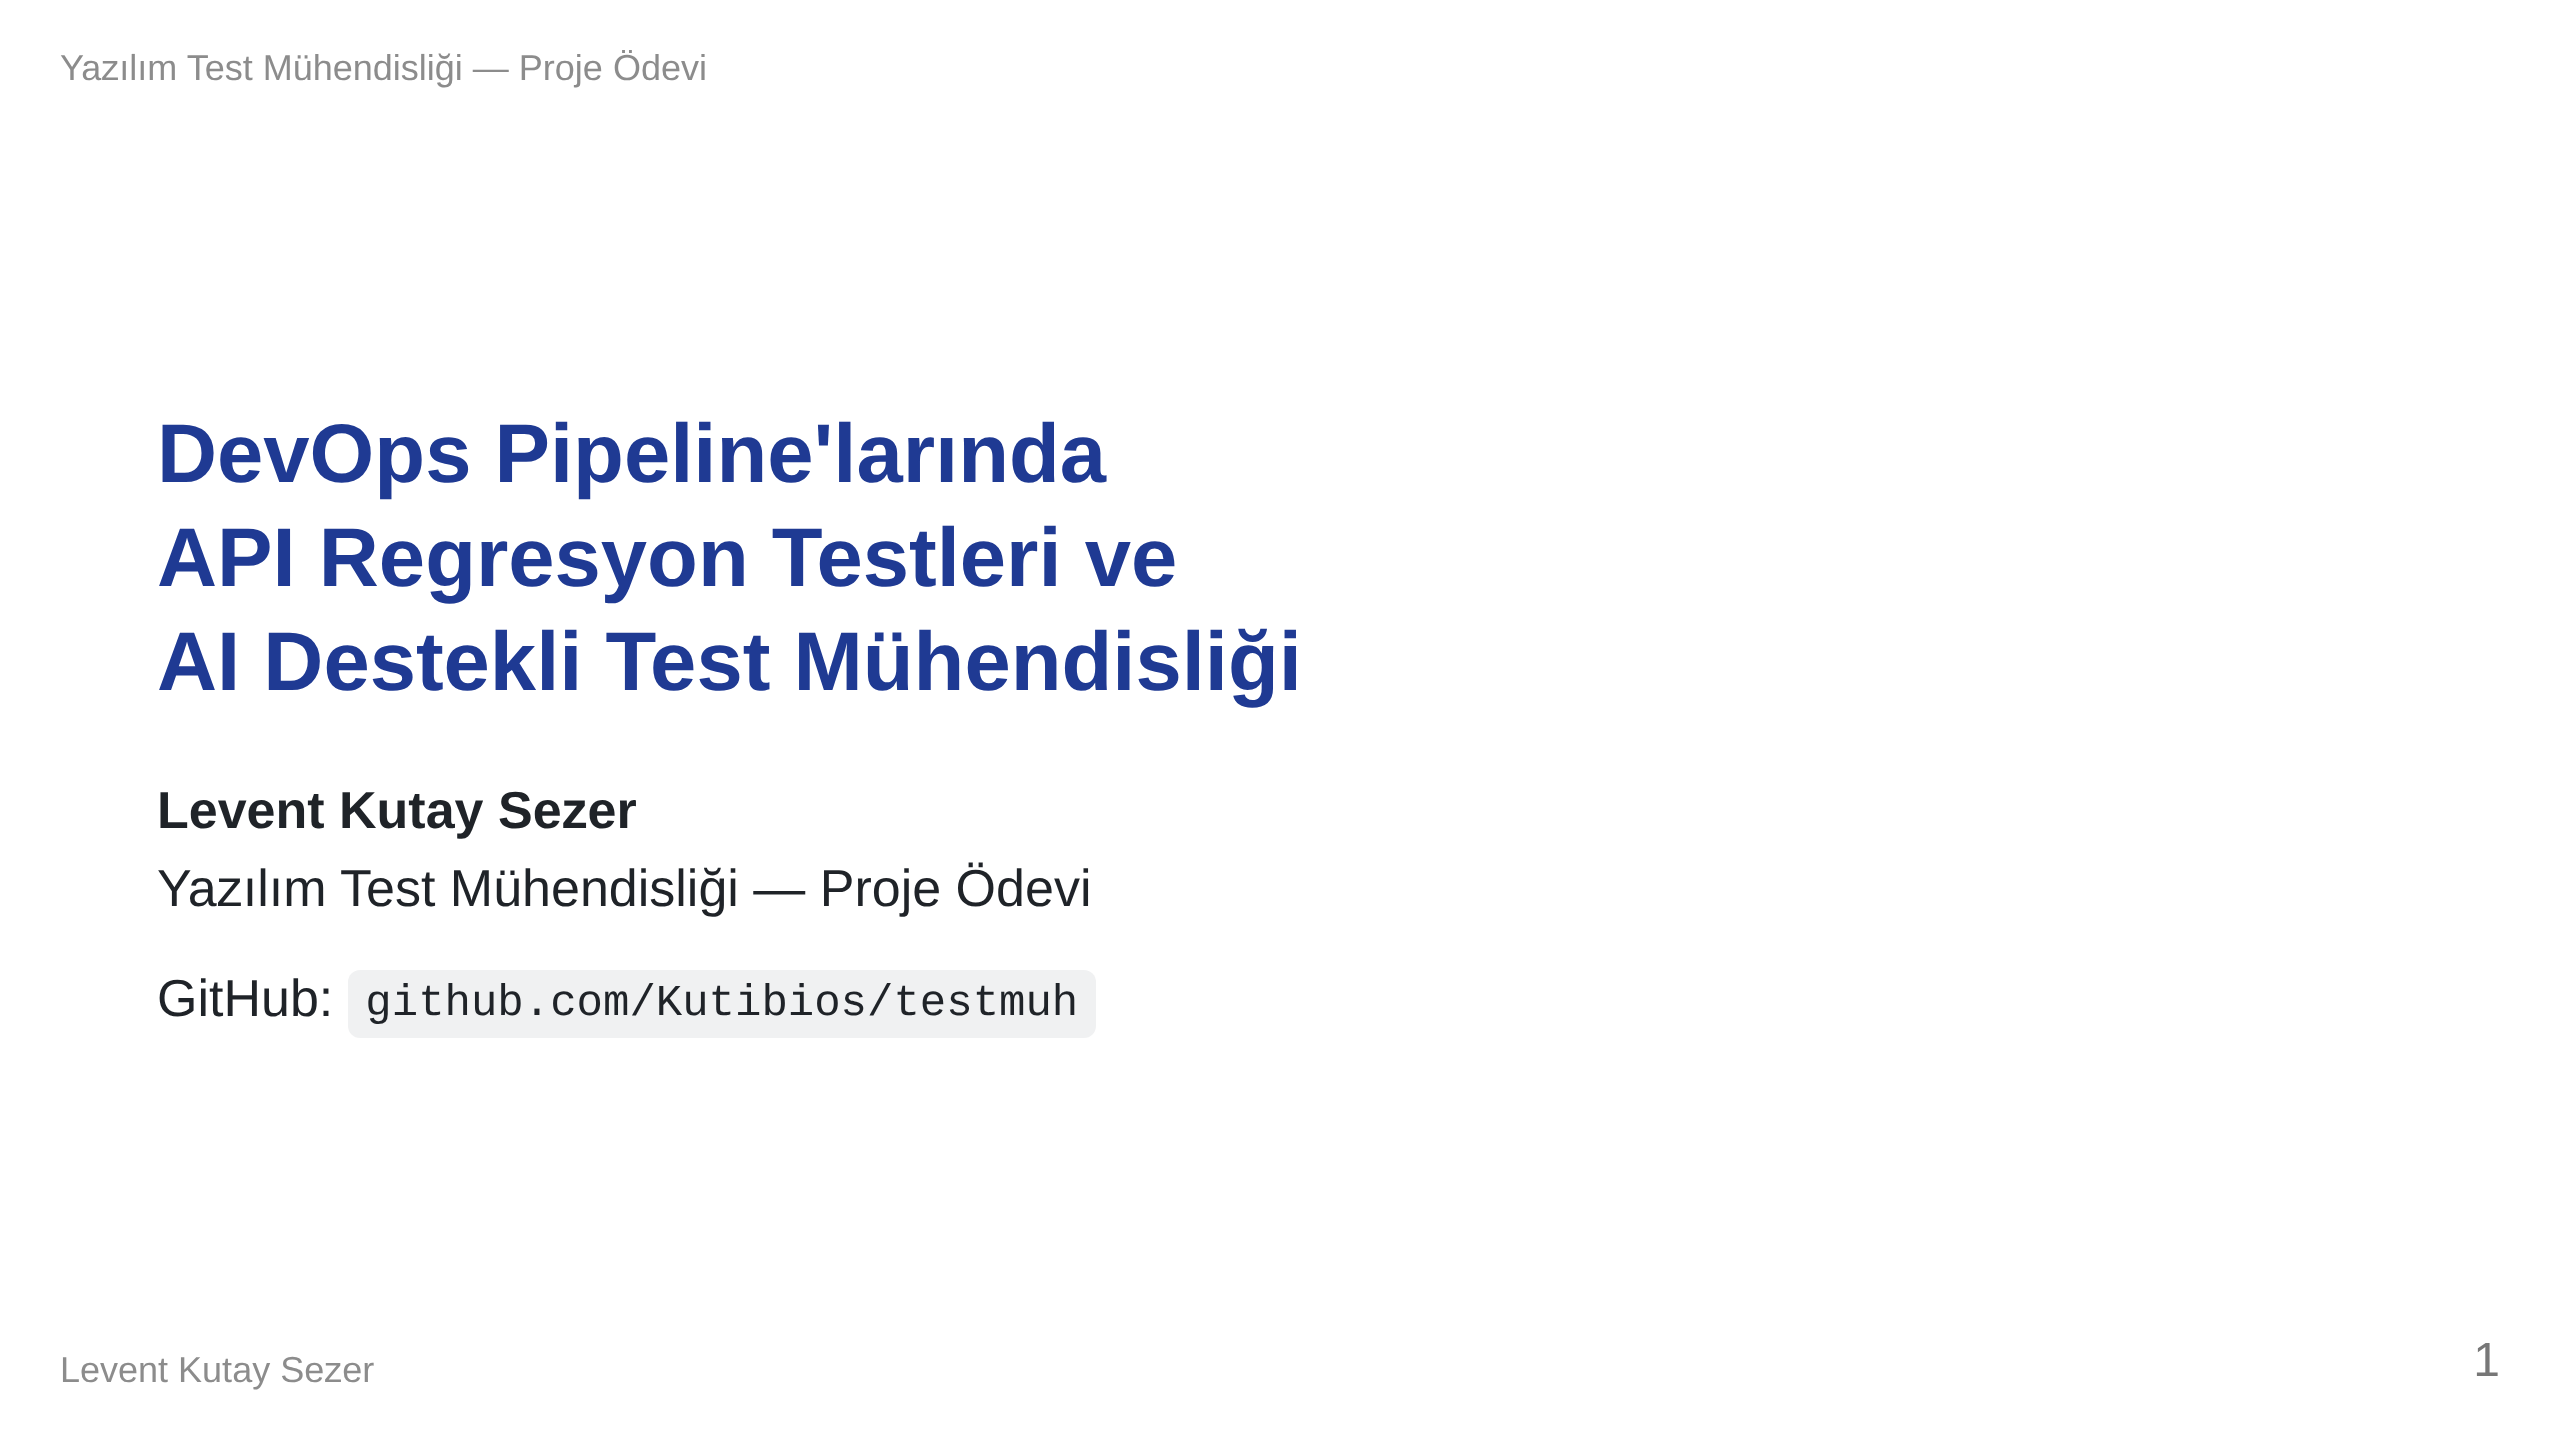 Yazılım Test Mühendisliği — Proje Ödevi
DevOps Pipeline'larında
API Regresyon Testleri ve
AI Destekli Test Mühendisliği
Levent Kutay Sezer
Yazılım Test Mühendisliği — Proje Ödevi
GitHub: github.com/Kutibios/testmuh
Levent Kutay Sezer
1